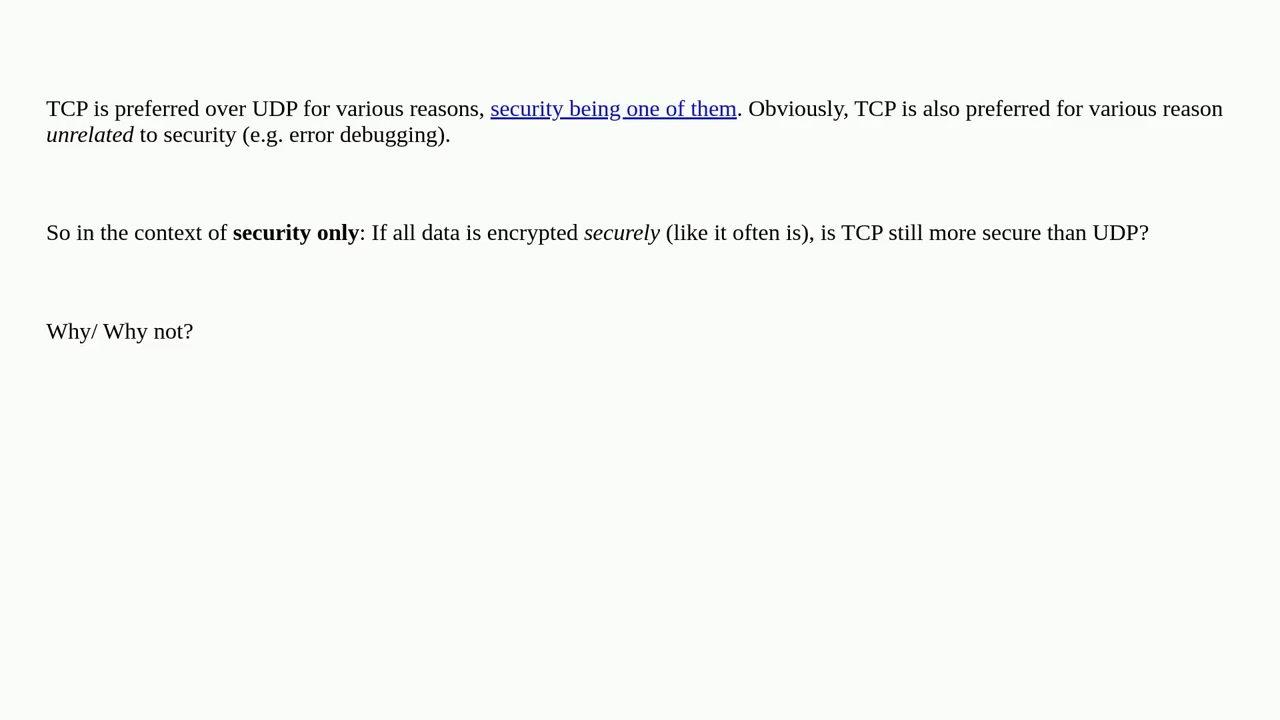 TCP is preferred over UDP for various reasons, security being one of them. Obviously, TCP is also preferred for various reason
unrelated to security (e.g. error debugging).
So in the context of security only: If all data is encrypted securely (like it often is), is TCP still more secure than UDP?
Why/ Why not?